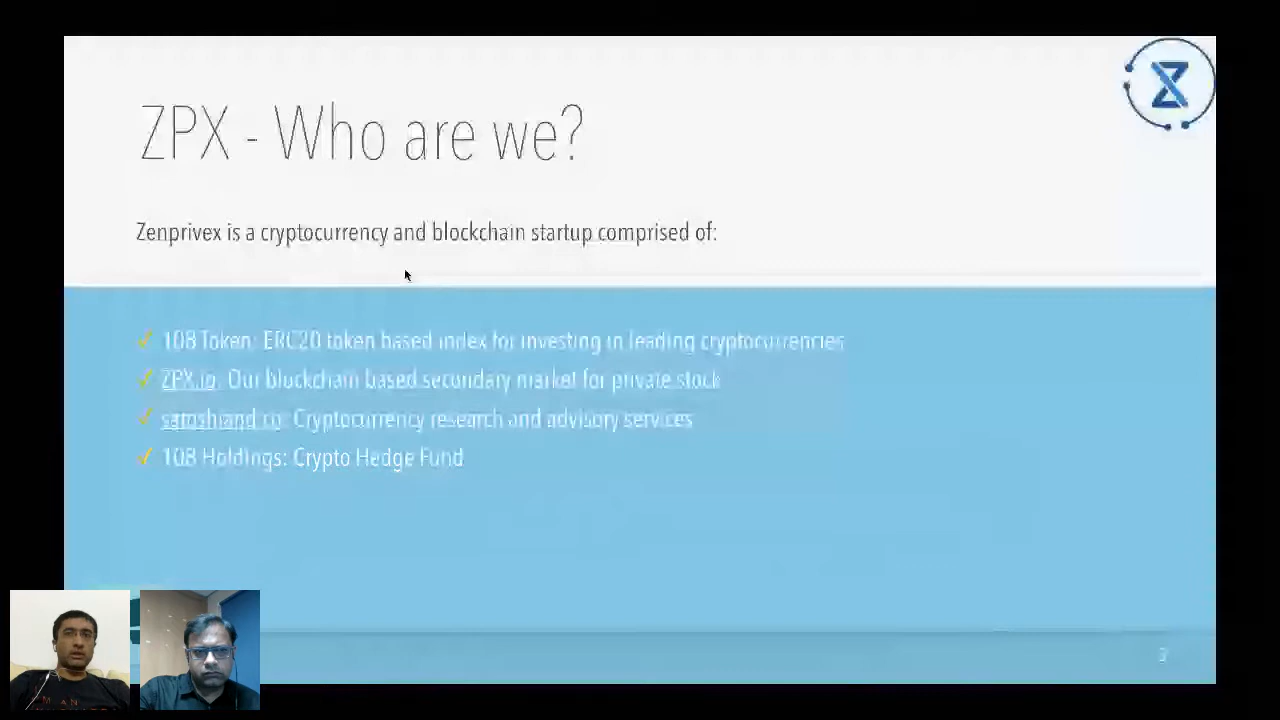 ZPX - Who are we?
Zenprivex is a cryptocurrency and blockchain startup comprised of:
✓ 108 Token: ERC20 token based index for investing in leading cryptocurrencies
✓ ZPX.io: Our blockchain based secondary market for private stock
✓ satoshiand.co: Cryptocurrency research and advisory services
✓ 108 Holdings: Crypto Hedge Fund
I'M AN